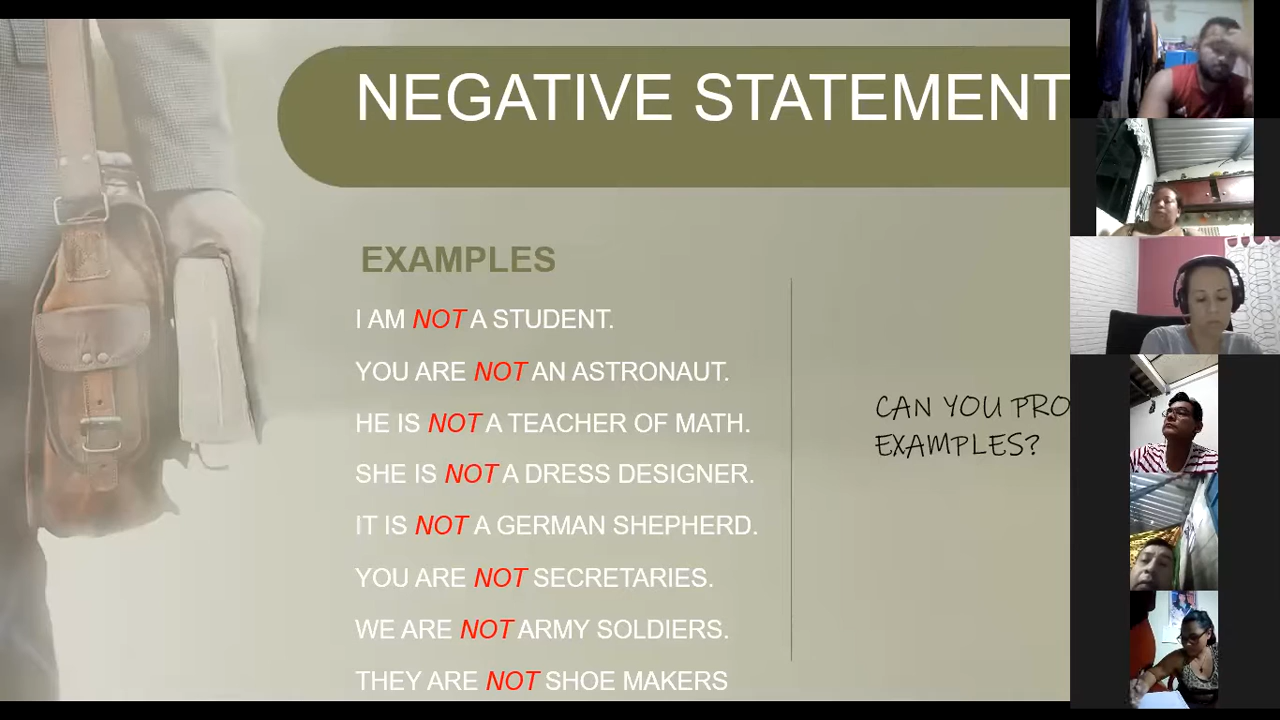 NEGATIVE STATEMENT
EXAMPLES
I AM NOT A STUDENT.
YOU ARE NOT AN ASTRONAUT.
HE IS NOT A TEACHER OF MATH.
SHE IS NOT A DRESS DESIGNER.
IT IS NOT A GERMAN SHEPHERD.
YOU ARE NOT SECRETARIES.
WE ARE NOT ARMY SOLDIERS.
THEY ARE NOT SHOE MAKERS
CAN YOU PRO
EXAMPLES?